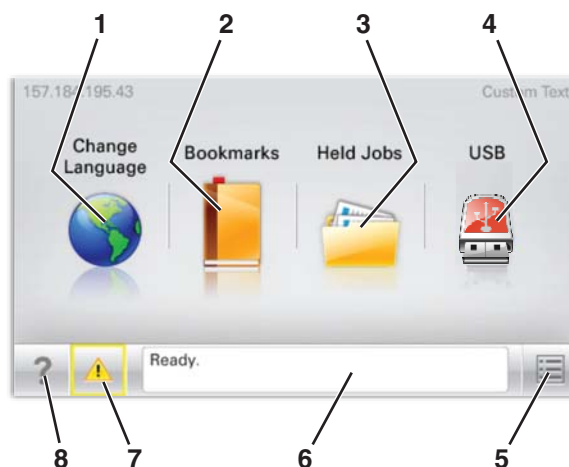 1 2 3 4
157.184.195.43 Custom Text
Change Language Bookmarks Held Jobs USB
? Ready.
8 7 6 5